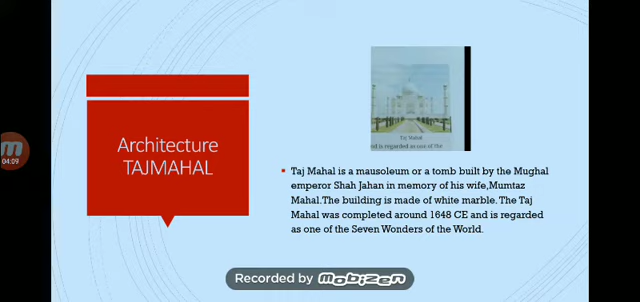 Architecture
TAJMAHAL
Taj Mahal
ed is regarded as one of the
Taj Mahal is a mausoleum or a tomb built by the Mughal
emperor Shah Jahan in memory of his wife,Mumtaz
Mahal.The building is made of white marble. The Taj
Mahal was completed around 1648 CE and is regarded
as one of the Seven Wonders of the World.
04:09
Recorded by mobizen